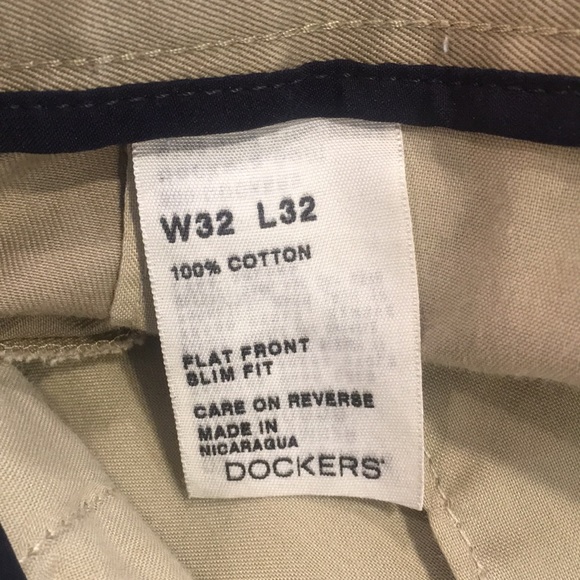 W32 L32
100% COTTON
FLAT FRONT
SLIM FIT
CARE ON REVERSE
MADE IN
NICARAGUA
DOCKERS